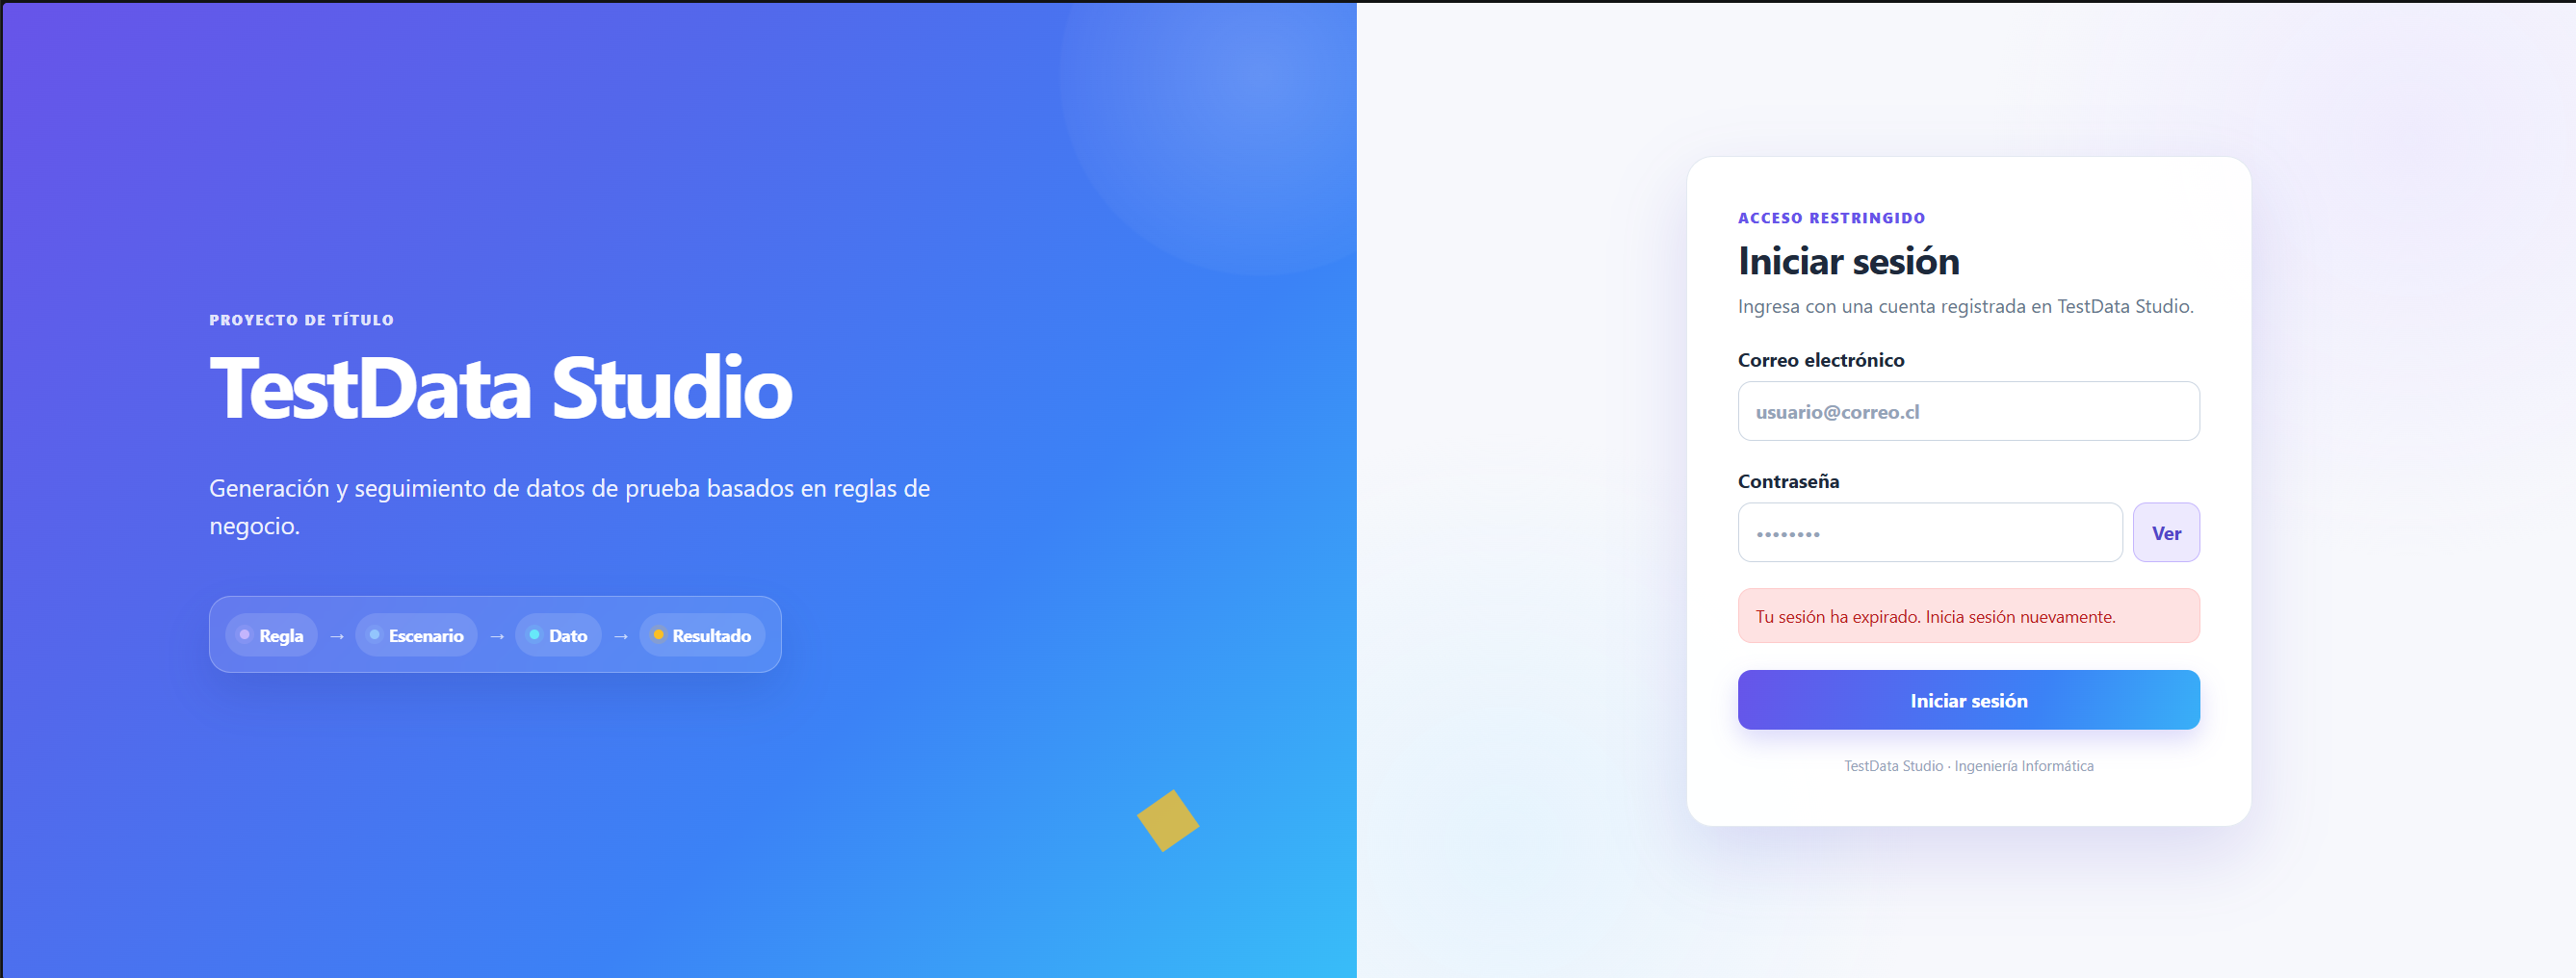 PROYECTO DE TÍTULO
TestData Studio
Generación y seguimiento de datos de prueba basados en reglas de
negocio.
Regla → Escenario → Dato → Resultado
ACCESO RESTRINGIDO
Iniciar sesión
Ingresa con una cuenta registrada en TestData Studio.
Correo electrónico
usuario@correo.cl
Contraseña
••••••••
Ver
Tu sesión ha expirado. Inicia sesión nuevamente.
Iniciar sesión
TestData Studio · Ingeniería Informática